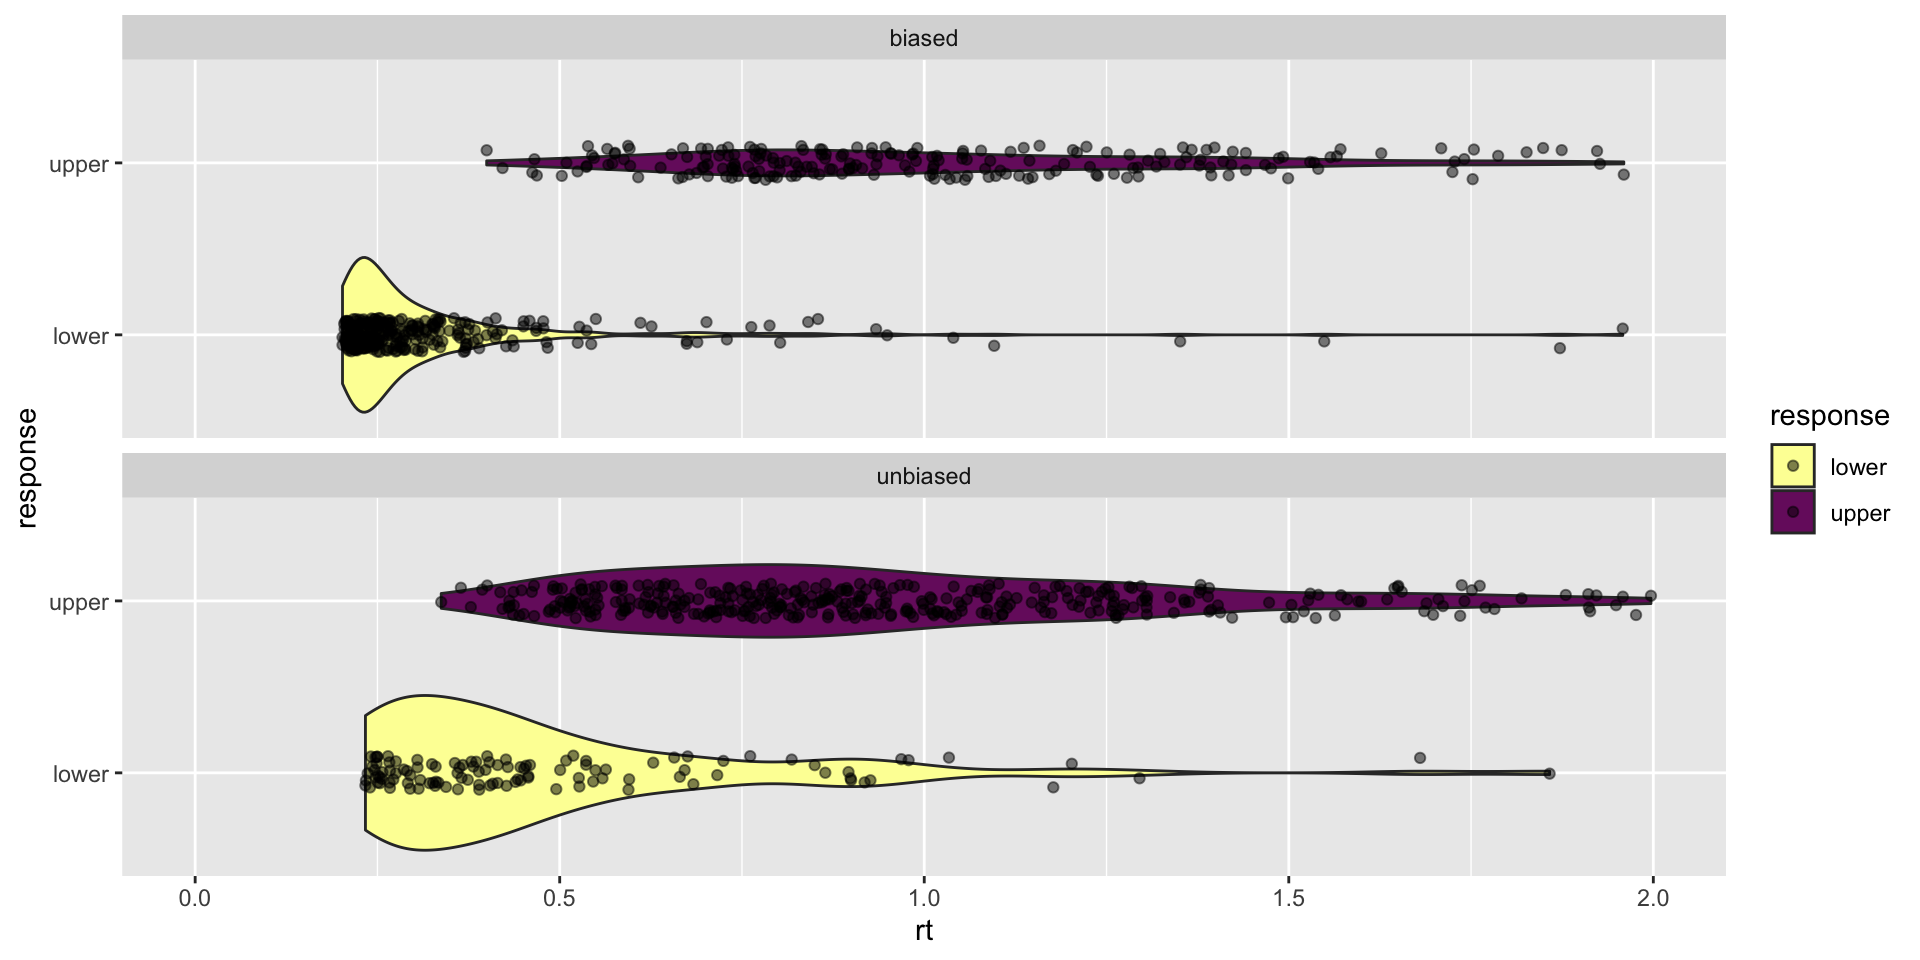 biased
upper
lower
unbiased
upper
lower
0.0 0.5 1.0 1.5 2.0
rt
response
response
lower
upper